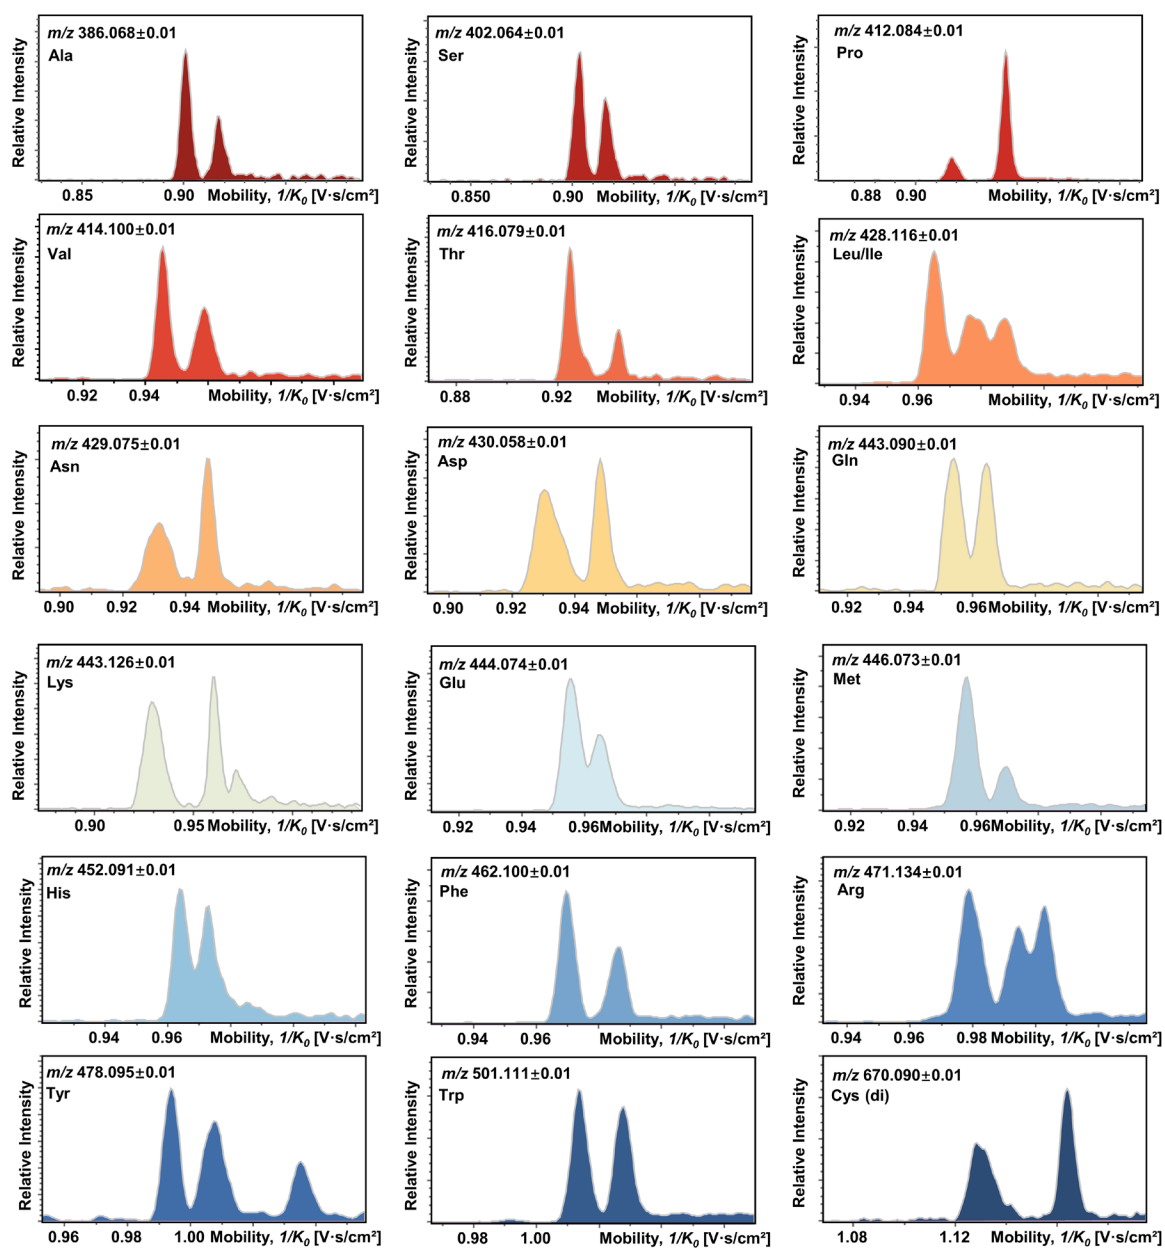 m/z 386.068±0.01
Ala
Relative Intensity
0.85 0.90 Mobility, 1/K0 [V·s/cm²]
m/z 402.064±0.01
Ser
Relative Intensity
0.850 0.90 Mobility, 1/K0 [V·s/cm²]
m/z 412.084±0.01
Pro
Relative Intensity
0.88 0.90 Mobility, 1/K0 [V·s/cm²]
m/z 414.100±0.01
Val
Relative Intensity
0.92 0.94 Mobility, 1/K0 [V·s/cm²]
m/z 416.079±0.01
Thr
Relative Intensity
0.88 0.92 Mobility, 1/K0 [V·s/cm²]
m/z 428.116±0.01
Leu/Ile
Relative Intensity
0.94 0.96 Mobility, 1/K0 [V·s/cm²]
m/z 429.075±0.01
Asn
Relative Intensity
0.90 0.92 0.94 Mobility, 1/K0 [V·s/cm²]
m/z 430.058±0.01
Asp
Relative Intensity
0.90 0.92 0.94 Mobility, 1/K0 [V·s/cm²]
m/z 443.090±0.01
Gln
Relative Intensity
0.92 0.94 0.96 Mobility, 1/K0 [V·s/cm²]
m/z 443.126±0.01
Lys
Relative Intensity
0.90 0.95 Mobility, 1/K0 [V·s/cm²]
m/z 444.074±0.01
Glu
Relative Intensity
0.92 0.94 0.96 Mobility, 1/K0 [V·s/cm²]
m/z 446.073±0.01
Met
Relative Intensity
0.92 0.94 0.96 Mobility, 1/K0 [V·s/cm²]
m/z 452.091±0.01
His
Relative Intensity
0.94 0.96 Mobility, 1/K0 [V·s/cm²]
m/z 462.100±0.01
Phe
Relative Intensity
0.94 0.96 Mobility, 1/K0 [V·s/cm²]
m/z 471.134±0.01
Arg
Relative Intensity
0.94 0.96 0.98 Mobility, 1/K0 [V·s/cm²]
m/z 478.095±0.01
Tyr
Relative Intensity
0.96 0.98 1.00 Mobility, 1/K0 [V·s/cm²]
m/z 501.111±0.01
Trp
Relative Intensity
0.98 1.00 Mobility, 1/K0 [V·s/cm²]
m/z 670.090±0.01
Cys (di)
Relative Intensity
1.08 1.12 Mobility, 1/K0 [V·s/cm²]